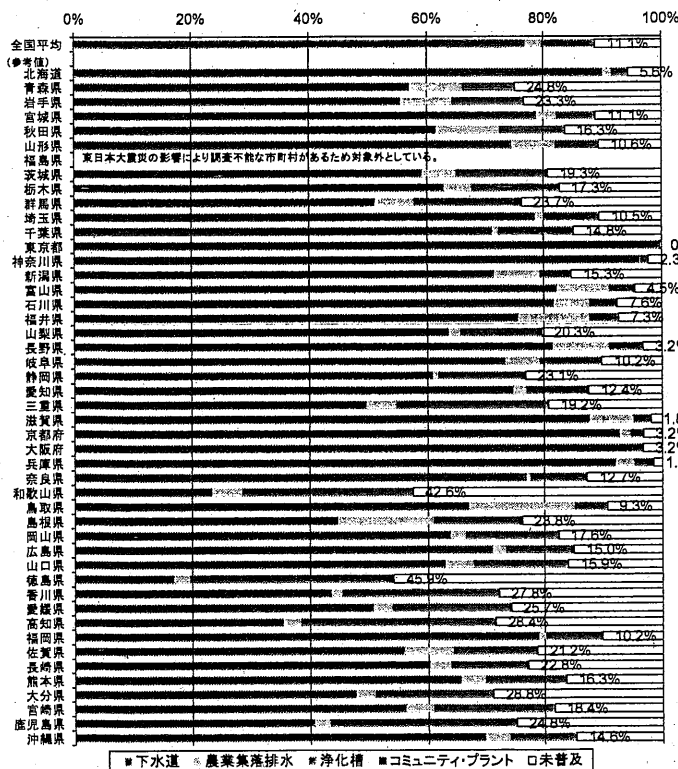 0% 20% 40% 60% 80% 100%
全国平均 11.1%
(参考値)
北海道 5.6%
青森県 24.8%
岩手県 23.3%
宮城県 11.1%
秋田県 16.3%
山形県 10.6%
福島県 東日本大震災の影響により調査不能な市町村があるため対象外としている。
茨城県 19.3%
栃木県 17.3%
群馬県 23.7%
埼玉県 10.5%
千葉県 14.8%
東京都 0
神奈川県 2.3
新潟県 15.3%
富山県 4.5%
石川県 7.6%
福井県 7.3%
山梨県 20.3%
長野県 3.2%
岐阜県 10.2%
静岡県 23.1%
愛知県 12.4%
三重県 19.2%
滋賀県 1.8
京都府 3.2%
大阪府 3.2%
兵庫県 1.
奈良県 12.7%
和歌山県 42.6%
鳥取県 9.3%
島根県 23.8%
岡山県 17.6%
広島県 15.0%
山口県 15.9%
徳島県 45.9%
香川県 27.8%
愛媛県 25.7%
高知県 28.4%
福岡県 10.2%
佐賀県 21.2%
長崎県 22.8%
熊本県 16.3%
大分県 28.8%
宮崎県 18.4%
鹿児島県 24.8%
沖縄県 14.6%
下水道 農業集落排水 浄化槽 コミュニティ・プラント 未普及